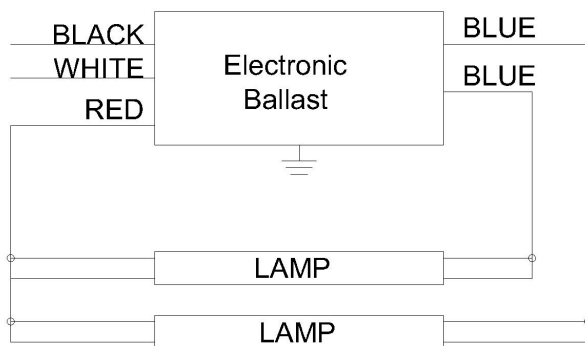 BLACK
WHITE
RED
Electronic
Ballast
BLUE
BLUE
LAMP
LAMP